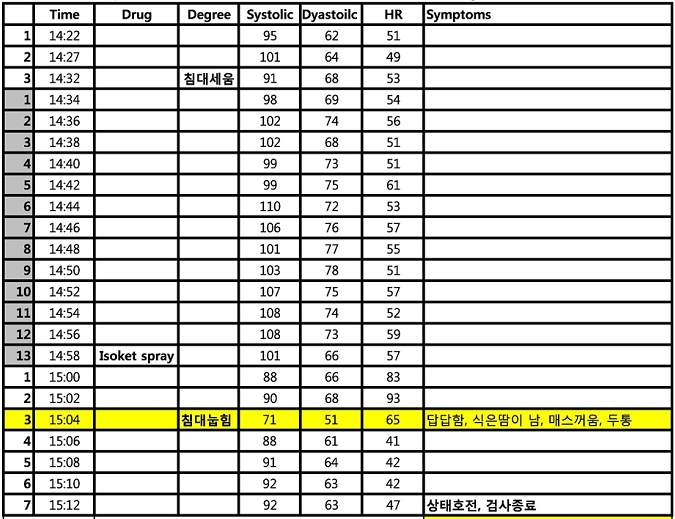 Time Drug Degree Systolic Dyastoilc HR Symptoms
1 14:22 95 62 51
2 14:27 101 64 49
3 14:32 침대세움 91 68 53
1 14:34 98 69 54
2 14:36 102 74 56
3 14:38 102 68 51
4 14:40 99 73 51
5 14:42 99 75 61
6 14:44 110 72 53
7 14:46 106 76 57
8 14:48 101 77 55
9 14:50 103 78 51
10 14:52 107 75 57
11 14:54 108 74 52
12 14:56 108 73 59
13 14:58 Isoket spray 101 66 57
1 15:00 88 66 83
2 15:02 90 68 93
3 15:04 침대눕힘 71 51 65 답답함, 식은땀이 남, 매스꺼움, 두통
4 15:06 88 61 41
5 15:08 91 64 42
6 15:10 92 63 42
7 15:12 92 63 47 상태호전, 검사종료